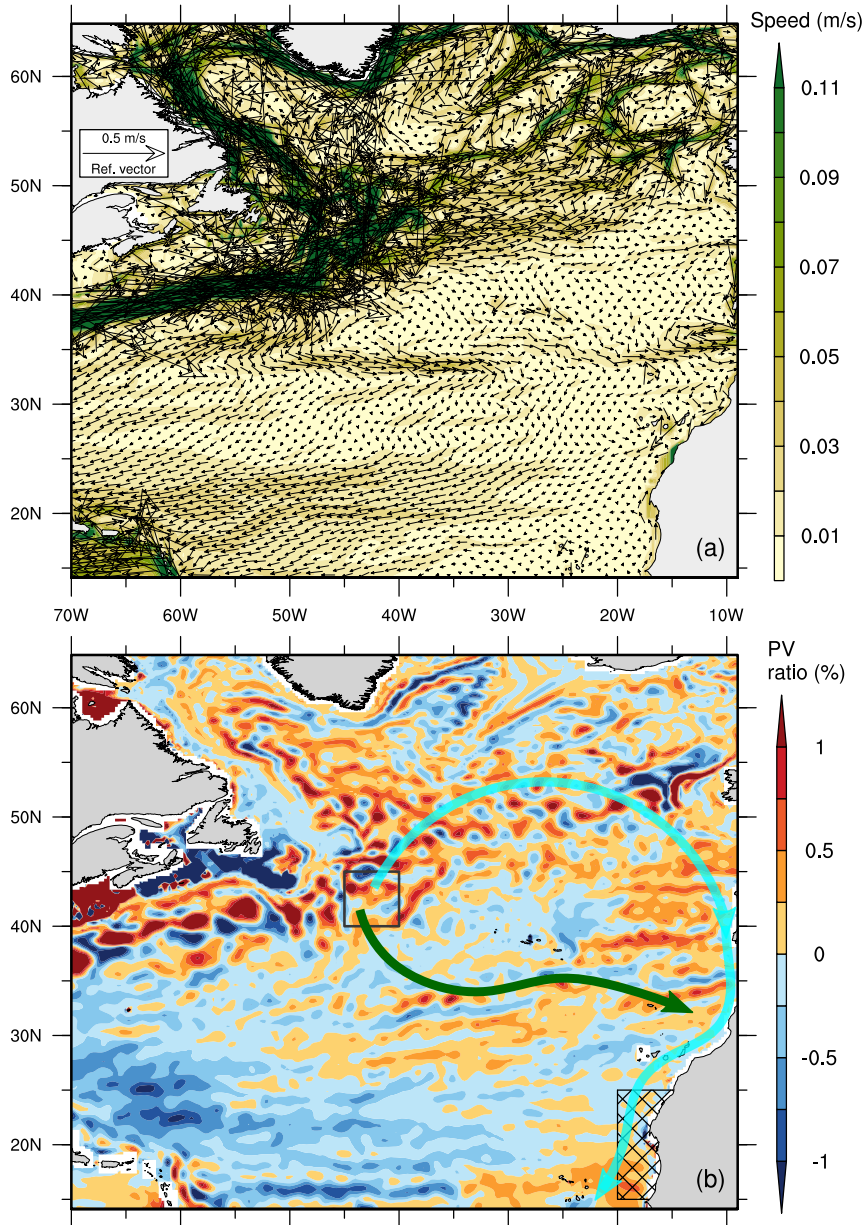 Speed (m/s)
60N
0.11
0.5 m/s
Ref. vector
50N
0.09
0.07
40N
0.05
30N
0.03
20N
0.01
(a)
70W 60W 50W 40W 30W 20W 10W
PV
ratio (%)
60N
1
50N
0.5
40N
0
30N
-0.5
20N
-1
(b)